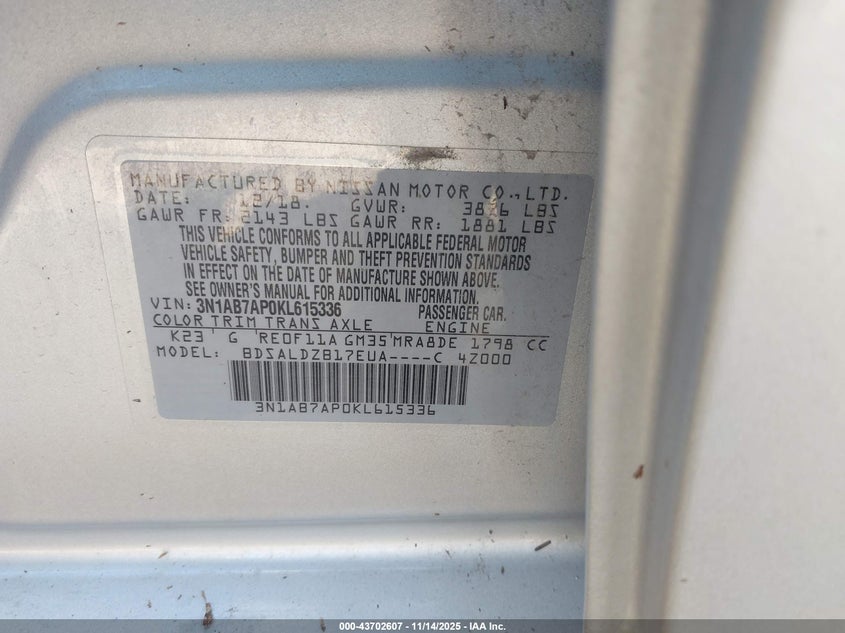 MANUFACTURED BY NISSAN MOTOR CO., LTD.
DATE: 12/18 GVWR: 3816 LBS
GAWR FR: 2143 LBS GAWR RR: 1881 LBS
THIS VEHICLE CONFORMS TO ALL APPLICABLE FEDERAL MOTOR
VEHICLE SAFETY, BUMPER AND THEFT PREVENTION STANDARDS
IN EFFECT ON THE DATE OF MANUFACTURE SHOWN ABOVE.
SEE OWNER'S MANUAL FOR ADDITIONAL INFORMATION.
VIN: 3N1AB7AP0KL615336 PASSENGER CAR.
COLOR TRIM TRANS AXLE ENGINE
K23 G RE0F11A GM35 MRA8DE 1798 CC
MODEL: BDSALDZB17EUA----C 4Z000
3N1AB7AP0KL615336
000-43702607 - 11/14/2025 - IAA Inc.